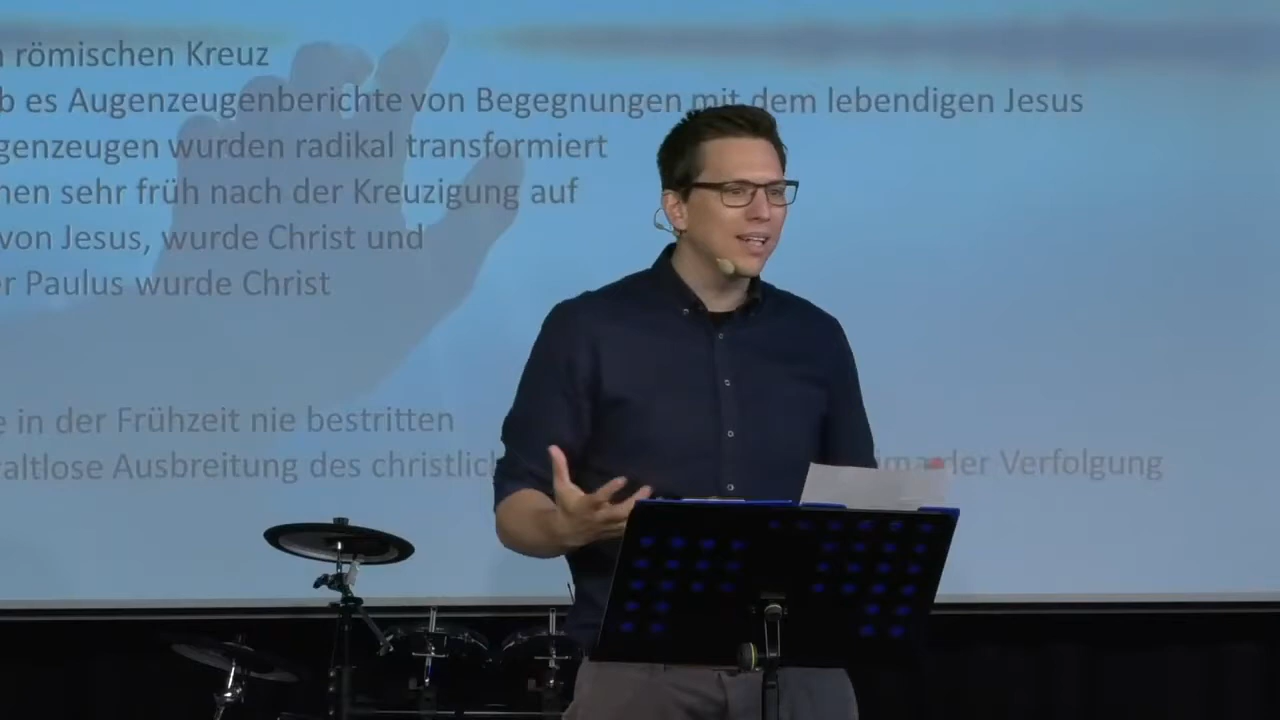 römischen Kreuz
b es Augenzeugenberichte von Begegnungen mit dem lebendigen Jesus
genzeugen wurden radikal transformiert
nen sehr früh nach der Kreuzigung auf
von Jesus, wurde Christ und
er Paulus wurde Christ
e in der Frühzeit nie bestritten
altlose Ausbreitung des christlic der Verfolgung